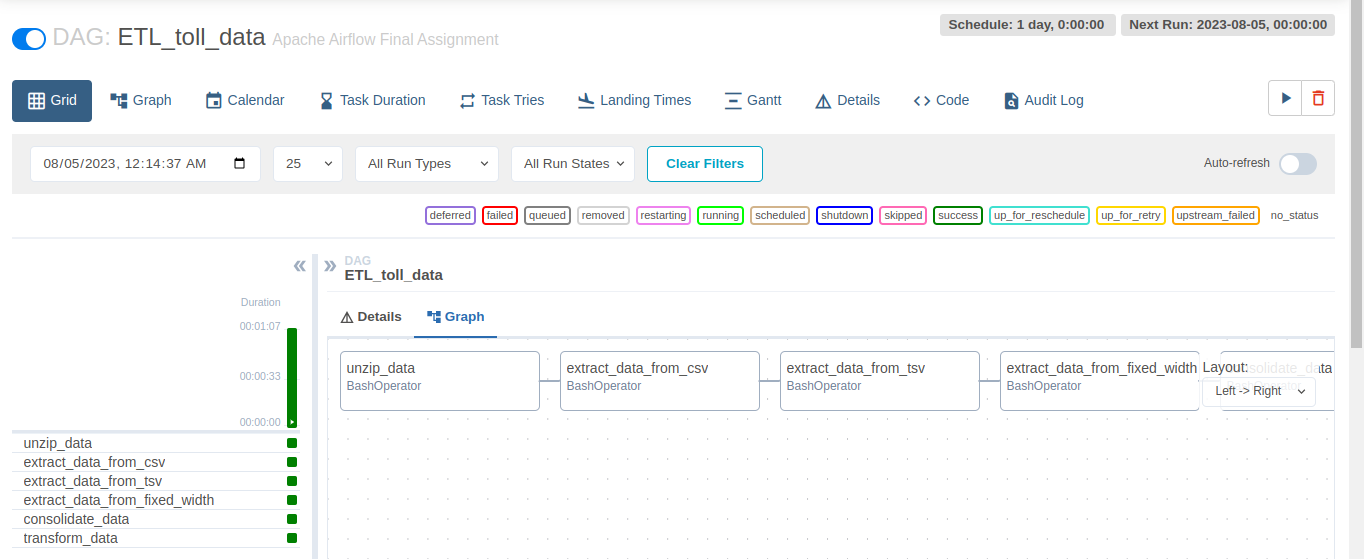 Schedule: 1 day, 0:00:00 Next Run: 2023-08-05, 00:00:00
DAG: ETL_toll_data Apache Airflow Final Assignment
Grid Graph Calendar Task Duration Task Tries Landing Times Gantt Details Code Audit Log
08/05/2023, 12:14:37 AM 25 All Run Types All Run States Clear Filters Auto-refresh
deferred failed queued removed restarting running scheduled shutdown skipped success up_for_reschedule up_for_retry upstream_failed no_status
DAG
ETL_toll_data
Duration
00:01:07
00:00:33
00:00:00
unzip_data
extract_data_from_csv
extract_data_from_tsv
extract_data_from_fixed_width
consolidate_data
transform_data
Details Graph
unzip_data
BashOperator
extract_data_from_csv
BashOperator
extract_data_from_tsv
BashOperator
extract_data_from_fixed_width
BashOperator
solidate_data
BashOperator
Layout:
Left -> Right